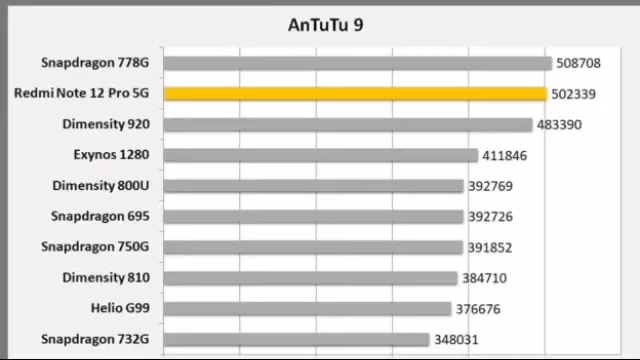 AnTuTu 9
Snapdragon 778G 508708
Redmi Note 12 Pro 5G 502339
Dimensity 920 483390
Exynos 1280 411846
Dimensity 800U 392769
Snapdragon 695 392726
Snapdragon 750G 391852
Dimensity 810 384710
Helio G99 376676
Snapdragon 732G 348031